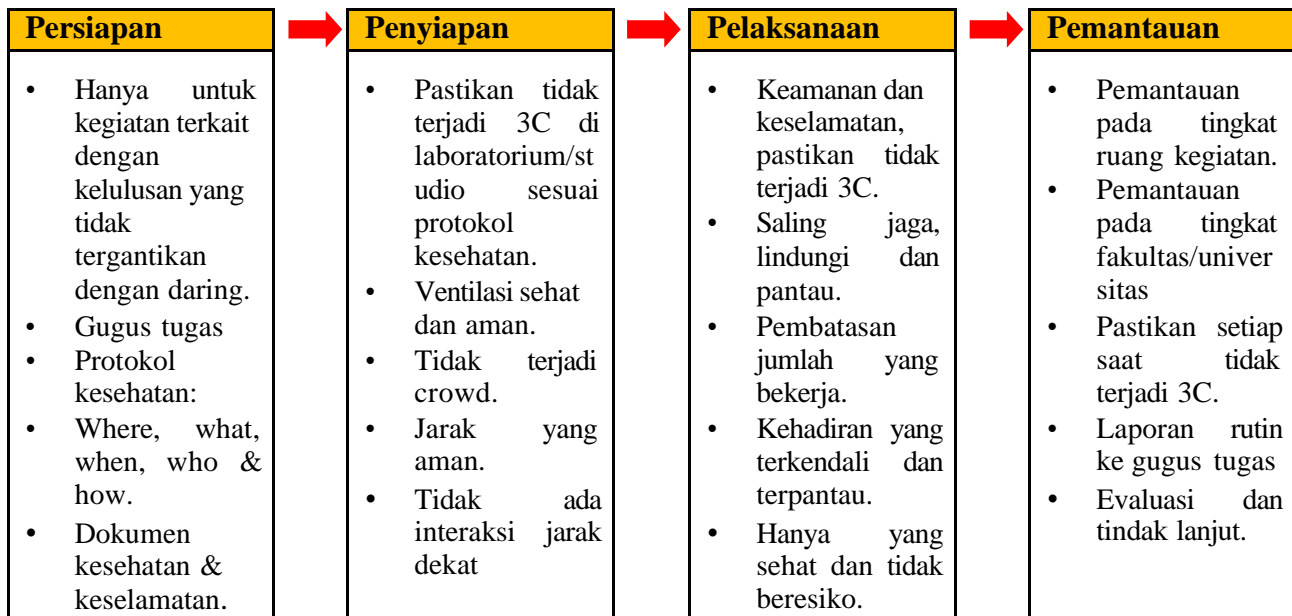 Persiapan
• Hanya untuk
kegiatan terkait
dengan
kelulusan yang
tidak
tergantikan
dengan daring.
• Gugus tugas
• Protokol
kesehatan:
• Where, what,
when, who &
how.
• Dokumen
kesehatan &
keselamatan.
Penyiapan
• Pastikan tidak
terjadi 3C di
laboratorium/st
udio sesuai
protokol
kesehatan.
• Ventilasi sehat
dan aman.
• Tidak terjadi
crowd.
• Jarak yang
aman.
• Tidak ada
interaksi jarak
dekat
Pelaksanaan
• Keamanan dan
keselamatan,
pastikan tidak
terjadi 3C.
• Saling jaga,
lindungi dan
pantau.
• Pembatasan
jumlah yang
bekerja.
• Kehadiran yang
terkendali dan
terpantau.
• Hanya yang
sehat dan tidak
beresiko.
Pemantauan
• Pemantauan
pada tingkat
ruang kegiatan.
• Pemantauan
pada tingkat
fakultas/univer
sitas
• Pastikan setiap
saat tidak
terjadi 3C.
• Laporan rutin
ke gugus tugas
• Evaluasi dan
tindak lanjut.